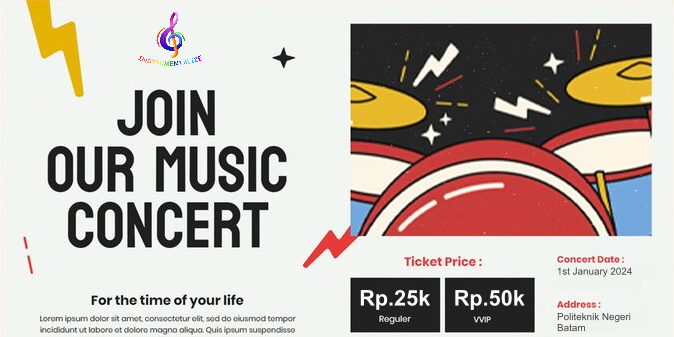 INSTRUMENTALIZE
JOIN
OUR MUSIC
CONCERT
For the time of your life
Lorem ipsum dolor sit amet, consectetur elit, sed do eiusmod tempor
incididunt ut labore et dolore magna aliqua. Quis ipsum suspendisse
Ticket Price :
Rp.25k
Reguler
Rp.50k
VVIP
Concert Date :
1st January 2024
Address :
Politeknik Negeri
Batam